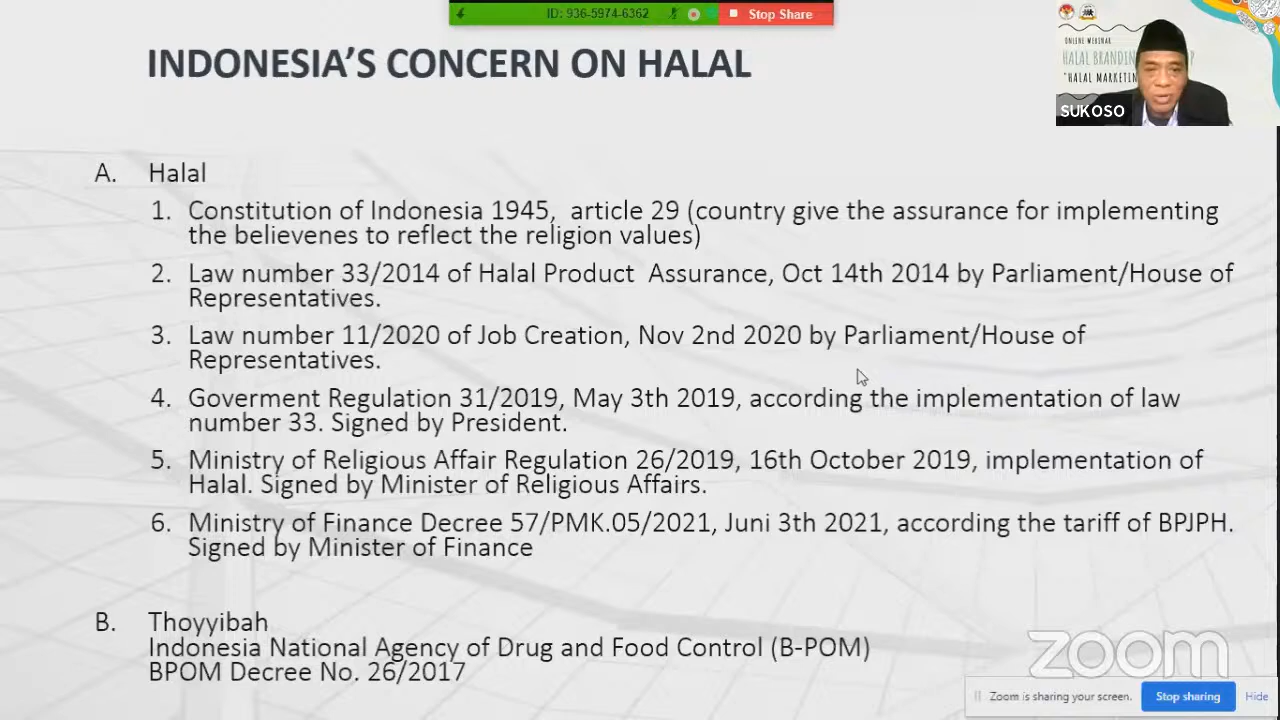 ID: 936-5974-6362
Stop Share
INDONESIA'S CONCERN ON HALAL
ONLINE WEBINAR
HALAL BRANDIN
"HALAL MARKETIN
SUKOSO
A. Halal
1. Constitution of Indonesia 1945, article 29 (country give the assurance for implementing
the believenes to reflect the religion values)
2. Law number 33/2014 of Halal Product Assurance, Oct 14th 2014 by Parliament/House of
Representatives.
3. Law number 11/2020 of Job Creation, Nov 2nd 2020 by Parliament/House of
Representatives.
4. Goverment Regulation 31/2019, May 3th 2019, according the implementation of law
number 33. Signed by President.
5. Ministry of Religious Affair Regulation 26/2019, 16th October 2019, implementation of
Halal. Signed by Minister of Religious Affairs.
6. Ministry of Finance Decree 57/PMK.05/2021, Juni 3th 2021, according the tariff of BPJPH.
Signed by Minister of Finance
B. Thoyyibah
Indonesia National Agency of Drug and Food Control (B-POM)
BPOM Decree No. 26/2017
zoom
Zoom is sharing your screen. Stop sharing Hide